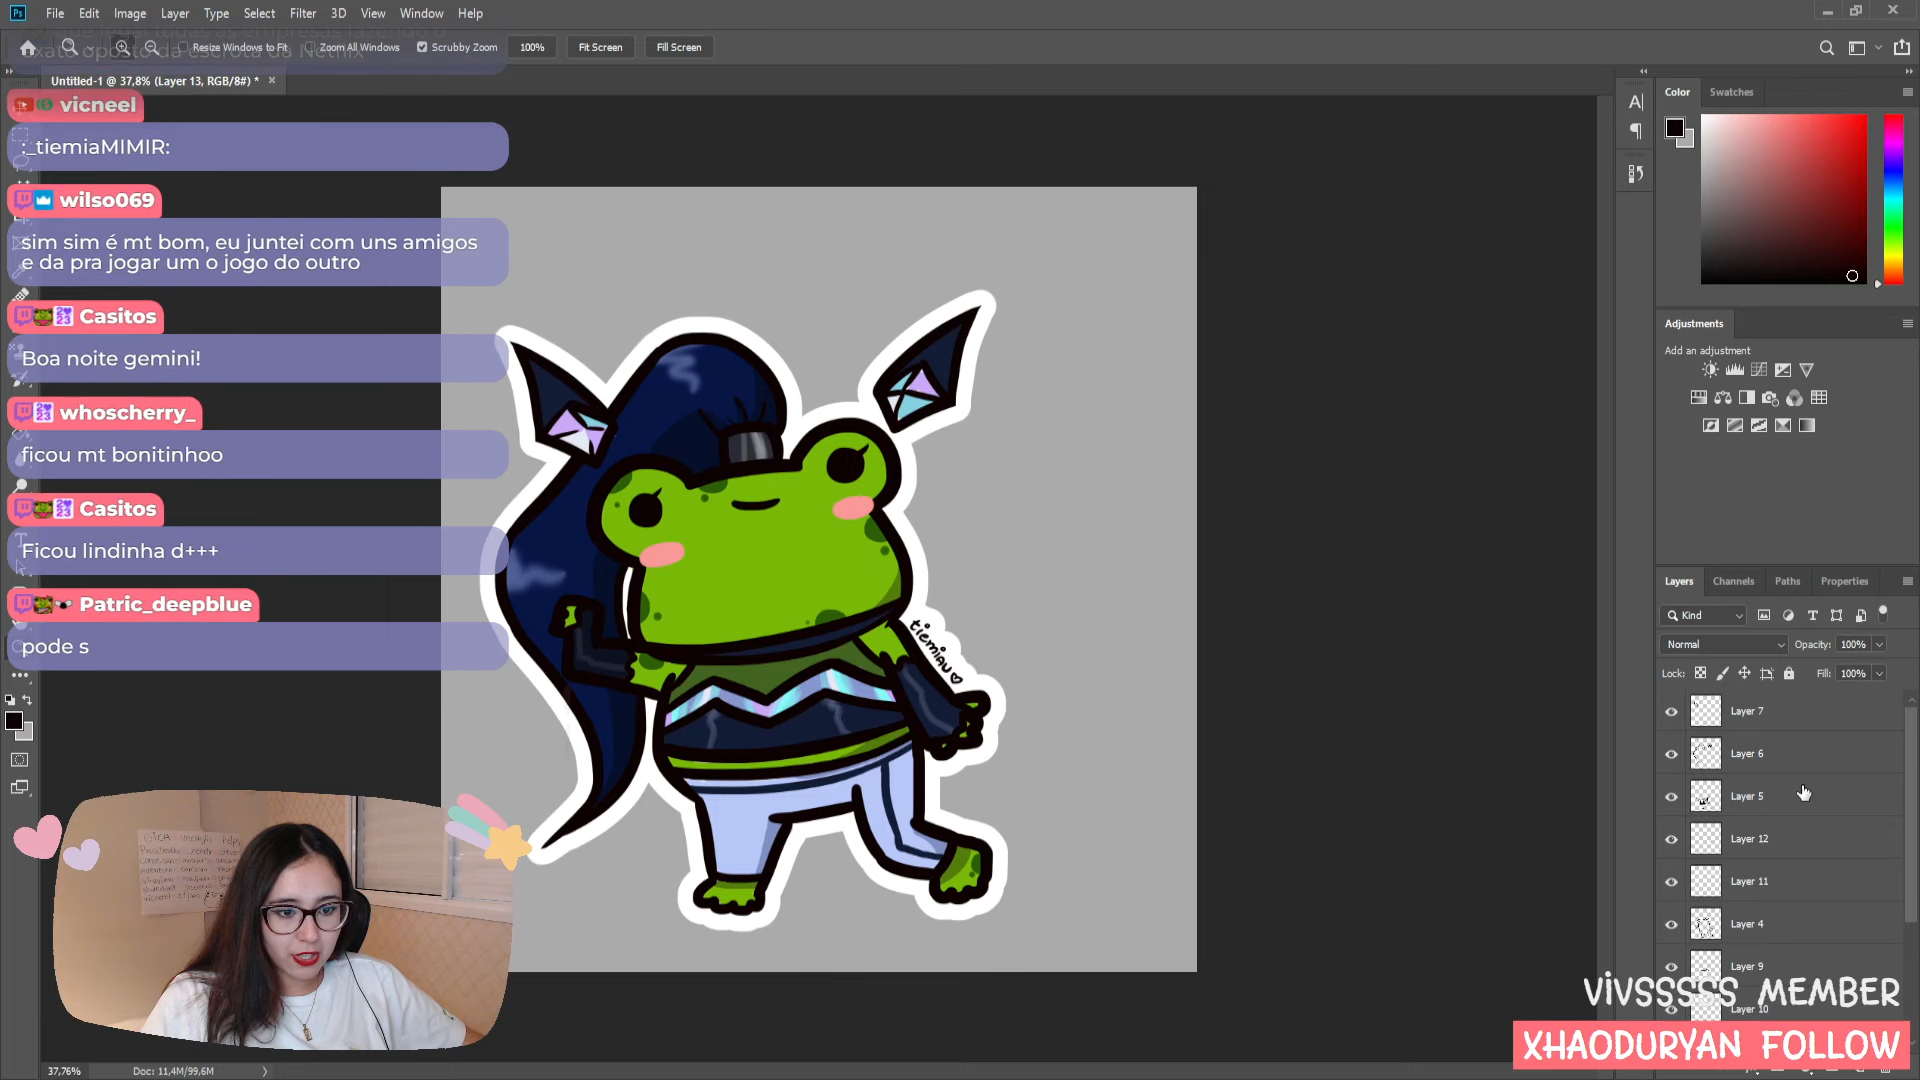 Ps File Edit Image Layer Type Select Filter 3D View Window Help
Resize Windows to Fit Zoom All Windows Scrubby Zoom 100% Fit Screen Fill Screen
Untitled-1 @ 37,8% (Layer 13, RGB/8#) *
vicneel
:_tiemiaMIMIR:
wilso069
sim sim é mt bom, eu juntei com uns amigos
e da pra jogar um o jogo do outro
Casitos
Boa noite gemini!
whoscherry_
ficou mt bonitinhoo
Casitos
Ficou lindinha d+++
Patric_deepblue
pode s
tiemiau
Color Swatches
Adjustments
Add an adjustment
Layers Channels Paths Properties
Kind
Normal Opacity: 100%
Lock: Fill: 100%
Layer 7
Layer 6
Layer 5
Layer 12
Layer 11
Layer 4
Layer 9
Layer 10
VIVSSSSS MEMBER
XHAODURYAN FOLLOW
37,76% Doc: 11,4M/99,6M